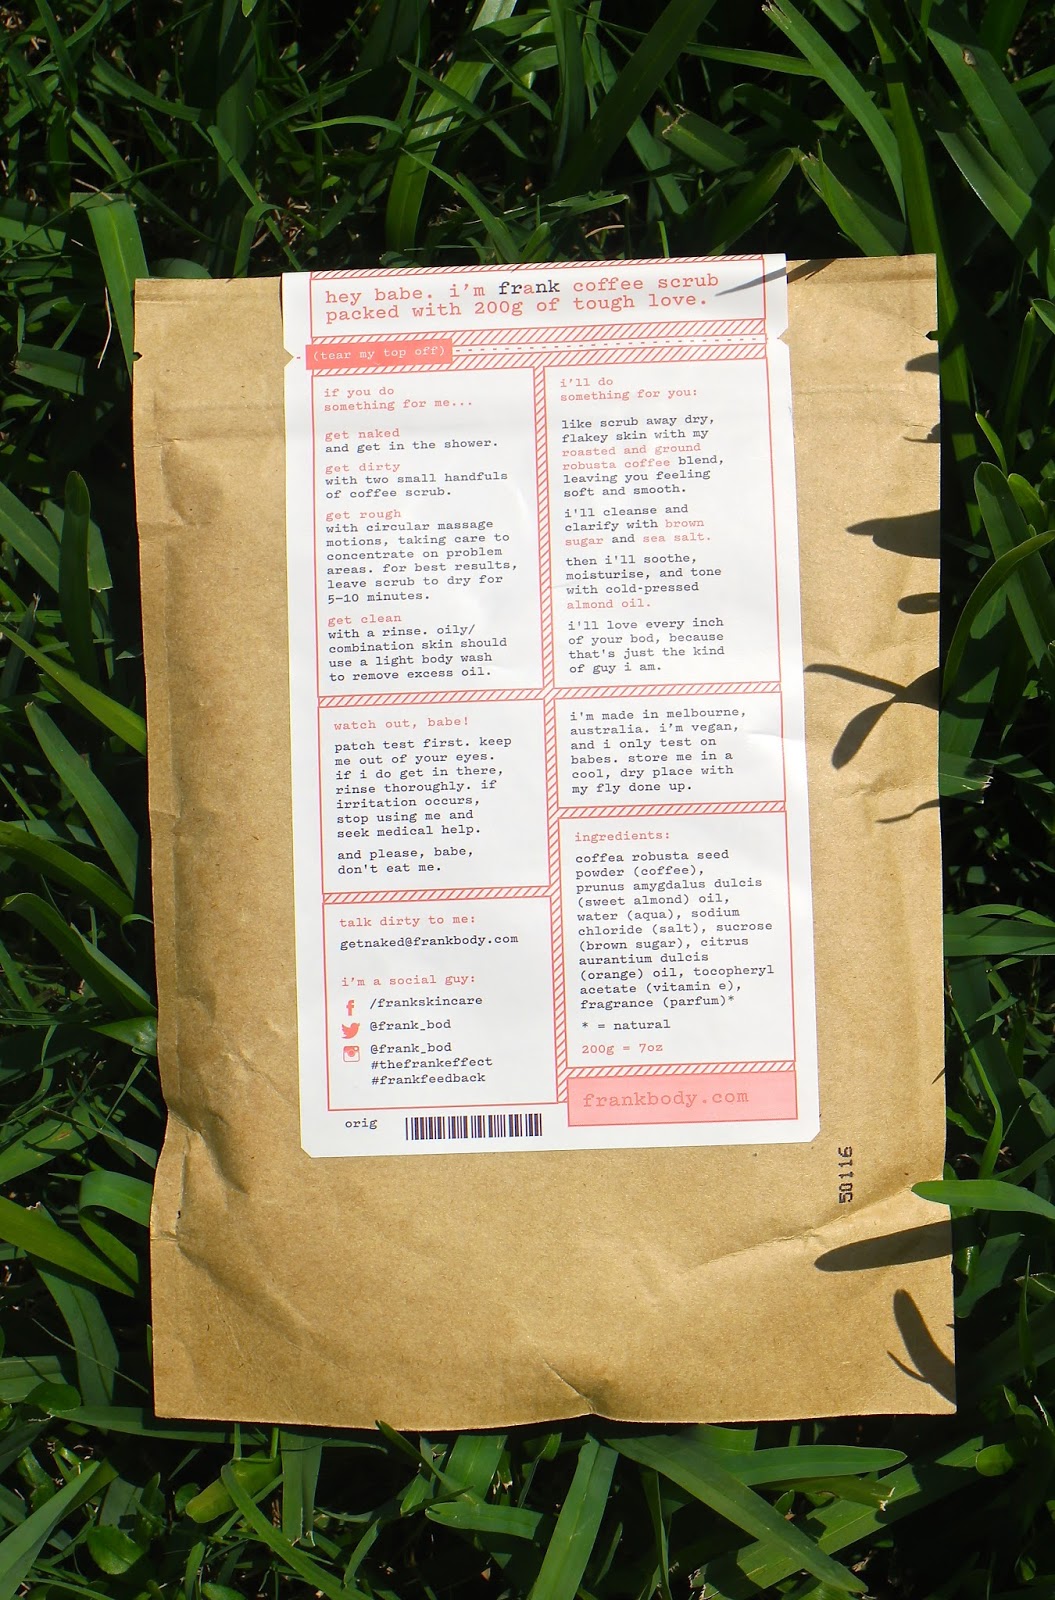 hey babe. i'm frank coffee scrub
packed with 200g of tough love.
(tear my top off)
if you do
something for me...
get naked
and get in the shower.
get dirty
with two small handfuls
of coffee scrub.
get rough
with circular massage
motions, taking care to
concentrate on problem
areas. for best results,
leave scrub to dry for
5-10 minutes.
get clean
with a rinse. oily/
combination skin should
use a light body wash
to remove excess oil.
i'll do
something for you:
like scrub away dry,
flakey skin with my
roasted and ground
robusta coffee blend,
leaving you feeling
soft and smooth.
i'll cleanse and
clarify with brown
sugar and sea salt.
then i'll soothe,
moisturise, and tone
with cold-pressed
almond oil.
i'll love every inch
of your bod, because
that's just the kind
of guy i am.
watch out, babe!
patch test first. keep
me out of your eyes.
if i do get in there,
rinse thoroughly. if
irritation occurs,
stop using me and
seek medical help.
and please, babe,
don't eat me.
i'm made in melbourne,
australia. i'm vegan,
and i only test on
babes. store me in a
cool, dry place with
my fly done up.
talk dirty to me:
getnaked@frankbody.com
i'm a social guy:
/frankskincare
@frank_bod
@frank_bod
#thefrankeffect
#frankfeedback
ingredients:
coffea robusta seed
powder (coffee),
prunus amygdalus dulcis
(sweet almond) oil,
water (aqua), sodium
chloride (salt), sucrose
(brown sugar), citrus
aurantium dulcis
(orange) oil, tocopheryl
acetate (vitamin e),
fragrance (parfum)*
* = natural
200g = 7oz
frankbody.com
orig
50116